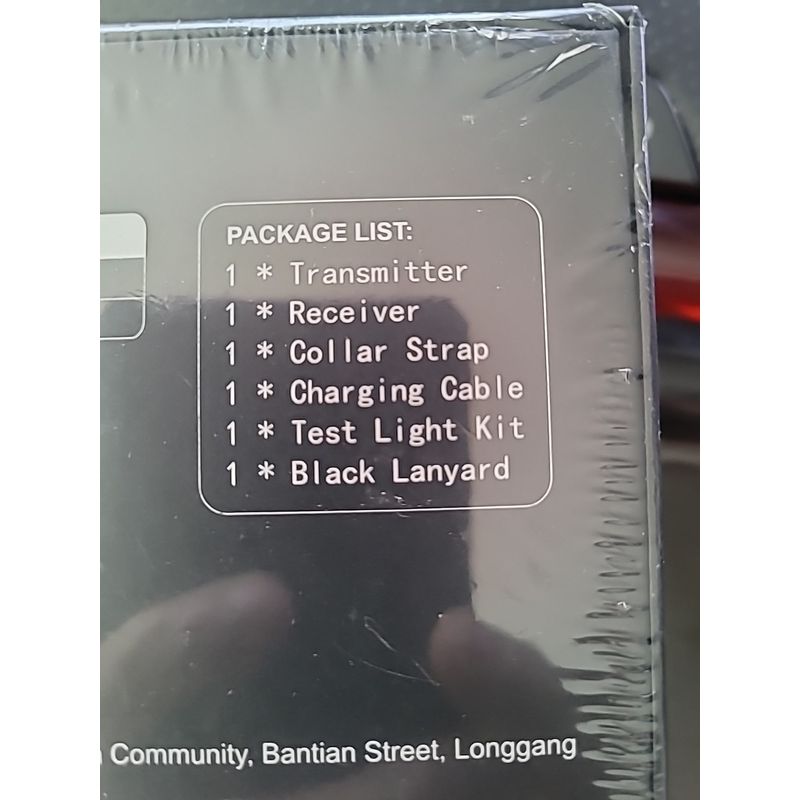 PACKAGE LIST:
1 * Transmitter
1 * Receiver
1 * Collar Strap
1 * Charging Cable
1 * Test Light Kit
1 * Black Lanyard
Community, Bantian Street, Longgang